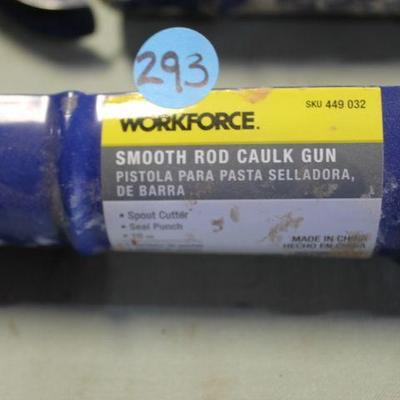 293
SKU 449 032
WORKFORCE.
SMOOTH ROD CAULK GUN
PISTOLA PARA PASTA SELLADORA,
DE BARRA
• Spout Cutter
• Seal Punch
MADE IN CHINA
HECHO EN CHINA